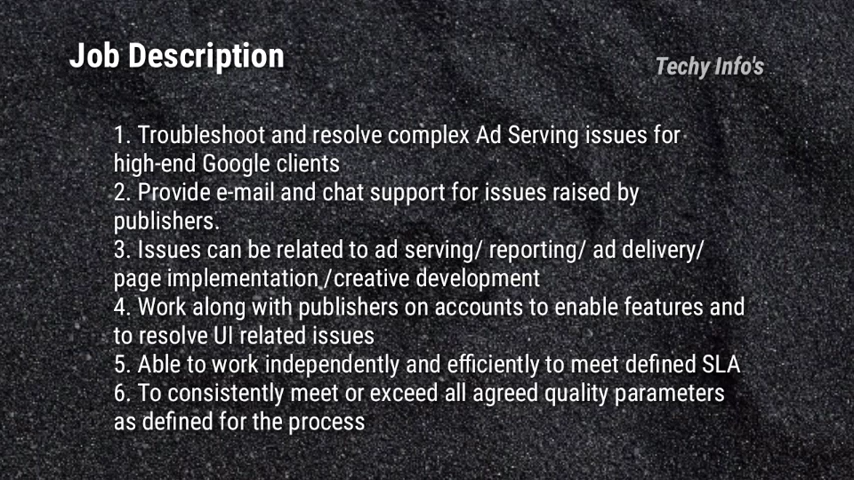 Job Description
Techy Info's
1. Troubleshoot and resolve complex Ad Serving issues for
high-end Google clients
2. Provide e-mail and chat support for issues raised by
publishers.
3. Issues can be related to ad serving/ reporting/ ad delivery/
page implementation /creative development
4. Work along with publishers on accounts to enable features and
to resolve UI related issues
5. Able to work independently and efficiently to meet defined SLA
6. To consistently meet or exceed all agreed quality parameters
as defined for the process